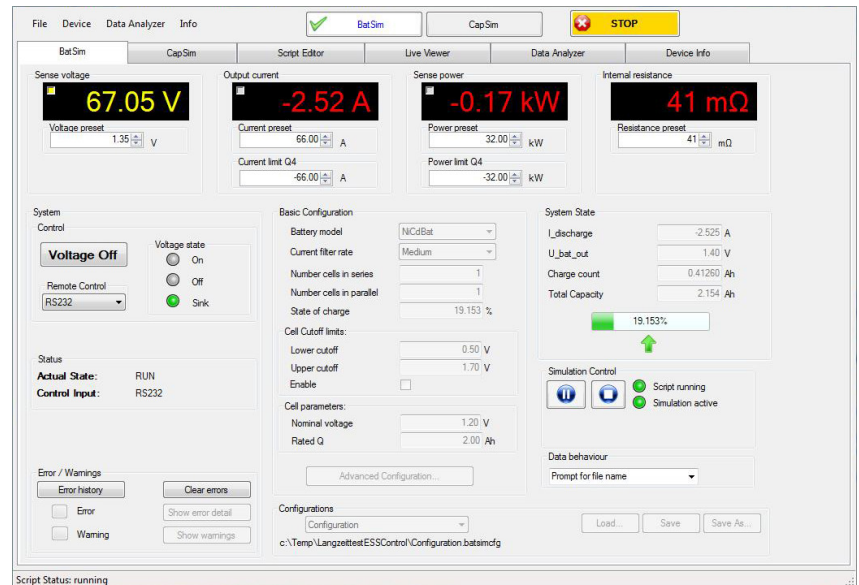 File Device Data Analyzer Info BatSim CapSim STOP
BatSim CapSim Script Editor Live Viewer Data Analyzer Device Info
Sense voltage Output current Sense power Internal resistance
67.05 V -2.52 A -0.17 kW 41 mΩ
Voltage preset Current preset Power preset Resistance preset
1.35 V 66.00 A 32.00 kW 41 mΩ
Current limit Q4 Power limit Q4
-66.00 A -32.00 kW
System
Control
Voltage Off
Voltage state
On
Off
Sink
Remote Control
RS232
Status
Actual State: RUN
Control Input: RS232
Error / Warnings
Error history Clear errors
Error Show error detail
Warning Show warnings
Basic Configuration
Battery model NiCdBat
Current filter rate Medium
Number cells in series 1
Number cells in parallel 1
State of charge 19.153 %
Cell Cutoff limits:
Lower cutoff 0.50 V
Upper cutoff 1.70 V
Enable
Cell parameters:
Nominal voltage 1.20 V
Rated Q 2.00 Ah
Advanced Configuration...
System State
I_discharge -2.525 A
U_bat_out 1.40 V
Charge count 0.41260 Ah
Total Capacity 2.154 Ah
19.153%
Simulation Control
Script running
Simulation active
Data behaviour
Prompt for file name
Configurations
Configuration Load... Save Save As...
c:\Temp\LangzeittestESSControl\Configuration.batsimcfg
Script Status: running